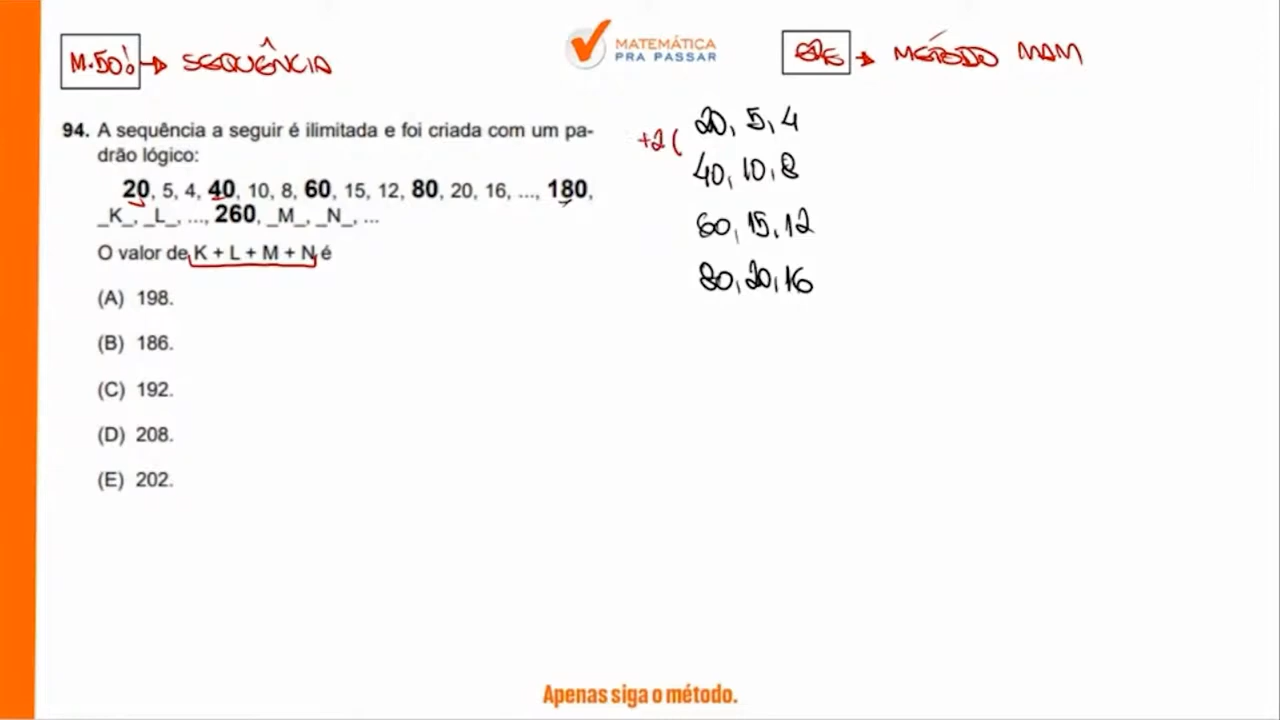 M.50% → SEQUÊNCIA
MATEMÁTICA
PRA PASSAR
→ MÉTODO MAM
94. A sequência a seguir é ilimitada e foi criada com um pa-
drão lógico:
20, 5, 4, 40, 10, 8, 60, 15, 12, 80, 20, 16, ..., 180,
_K_, _L_, ..., 260, _M_, _N_, ...
O valor de K + L + M + N é
(A) 198.
(B) 186.
(C) 192.
(D) 208.
(E) 202.
20, 5, 4
+2(
40, 10, 8
60, 15, 12
80, 20, 16
Apenas siga o método.